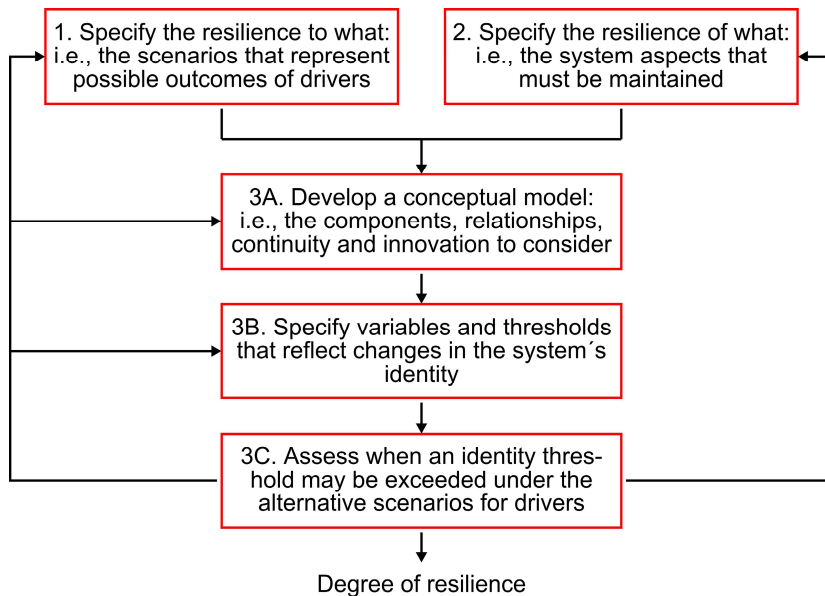 1. Specify the resilience to what:
i.e., the scenarios that represent
possible outcomes of drivers
2. Specify the resilience of what:
i.e., the system aspects that
must be maintained
3A. Develop a conceptual model:
i.e., the components, relationships,
continuity and innovation to consider
3B. Specify variables and thresholds
that reflect changes in the system´s
identity
3C. Assess when an identity thres-
hold may be exceeded under the
alternative scenarios for drivers
Degree of resilience